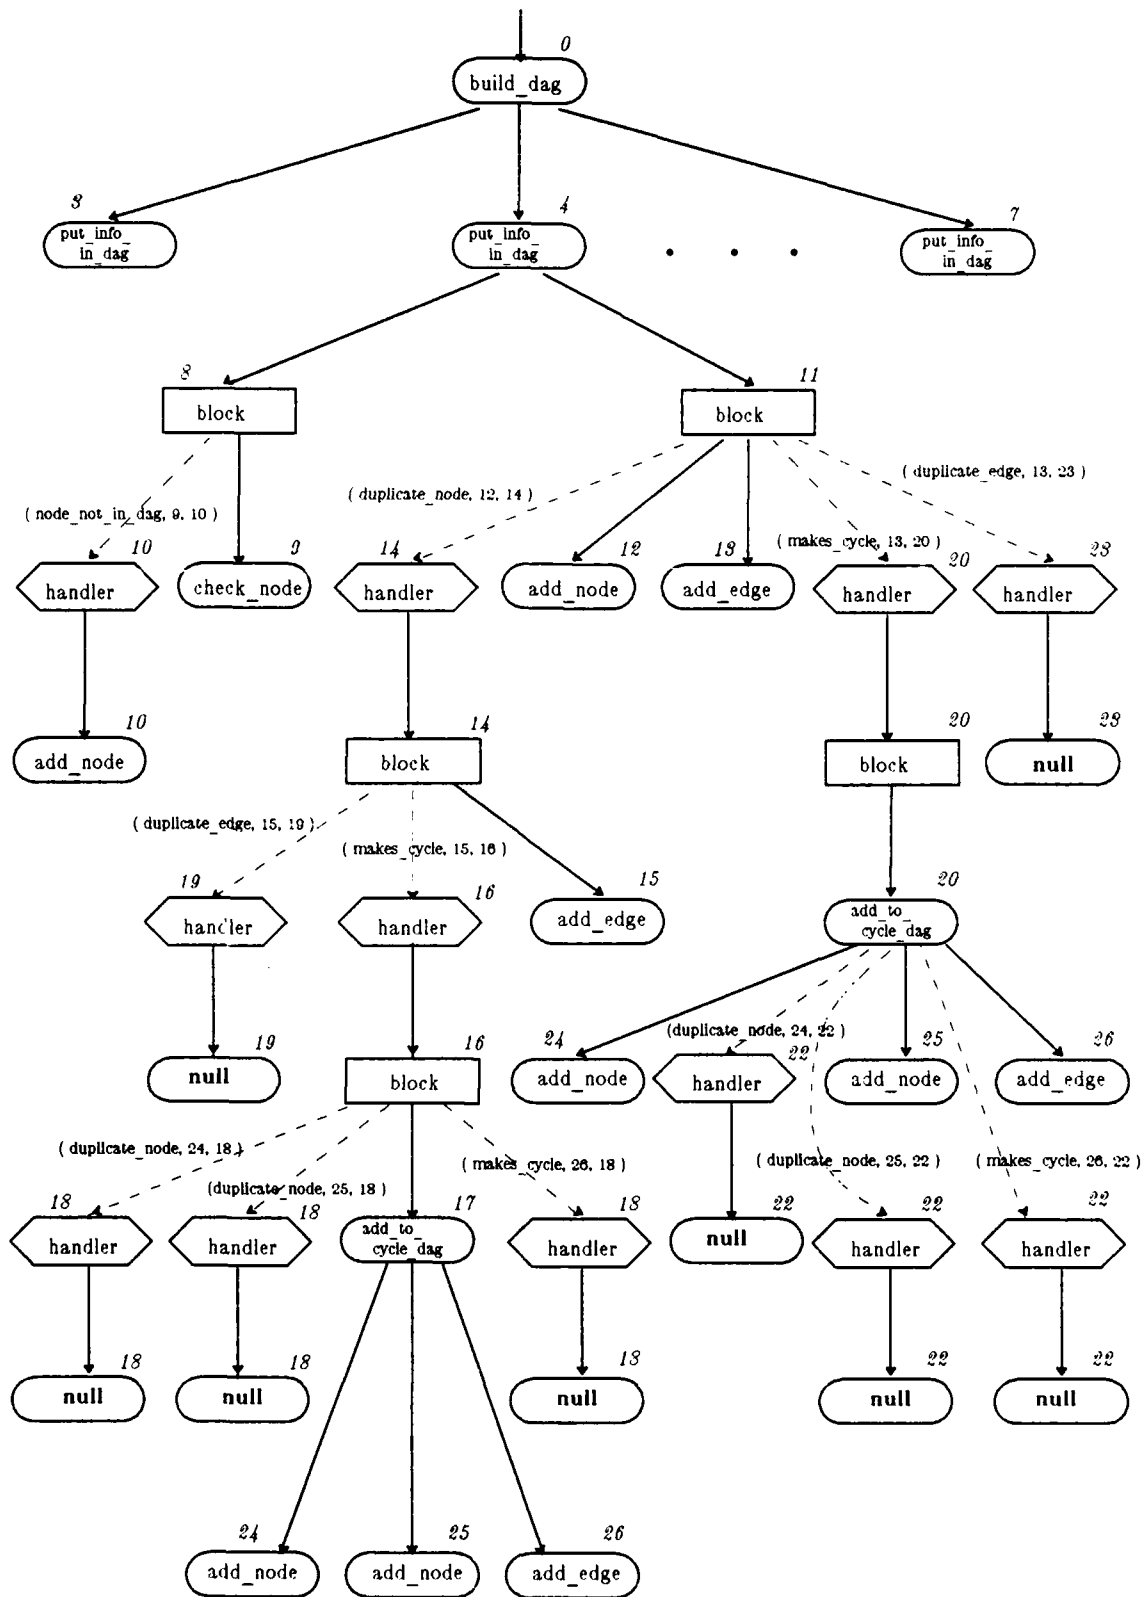 0
build_dag
3
4
7
put_info_
in_dag
put_info_
in_dag
. . .
put_info_
in_dag
8
11
block
block
( duplicate_edge, 13, 23 )
( duplicate_node, 12, 14 )
( node_not_in_dag, 9, 10 )
( makes_cycle, 13, 20 )
10
9
14
12
13
20
23
handler
check_node
handler
add_node
add_edge
handler
handler
10
14
20
23
add_node
block
block
null
( duplicate_edge, 15, 19 )
( makes_cycle, 15, 16 )
19
16
15
20
handler
handler
add_edge
add_to_
cycle_dag
(duplicate_node, 24, 22 )
19
16
24
22
25
26
null
block
add_node
handler
add_node
add_edge
( duplicate_node, 24, 18 )
( makes_cycle, 26, 18 )
(duplicate_node, 25, 22 )
( makes_cycle, 26, 22 )
(duplicate_node, 25, 18 )
18
18
17
18
22
22
22
handler
handler
add_to_
cycle_dag
handler
null
handler
handler
18
18
18
22
22
null
null
null
null
null
24
25
26
add_node
add_node
add_edge